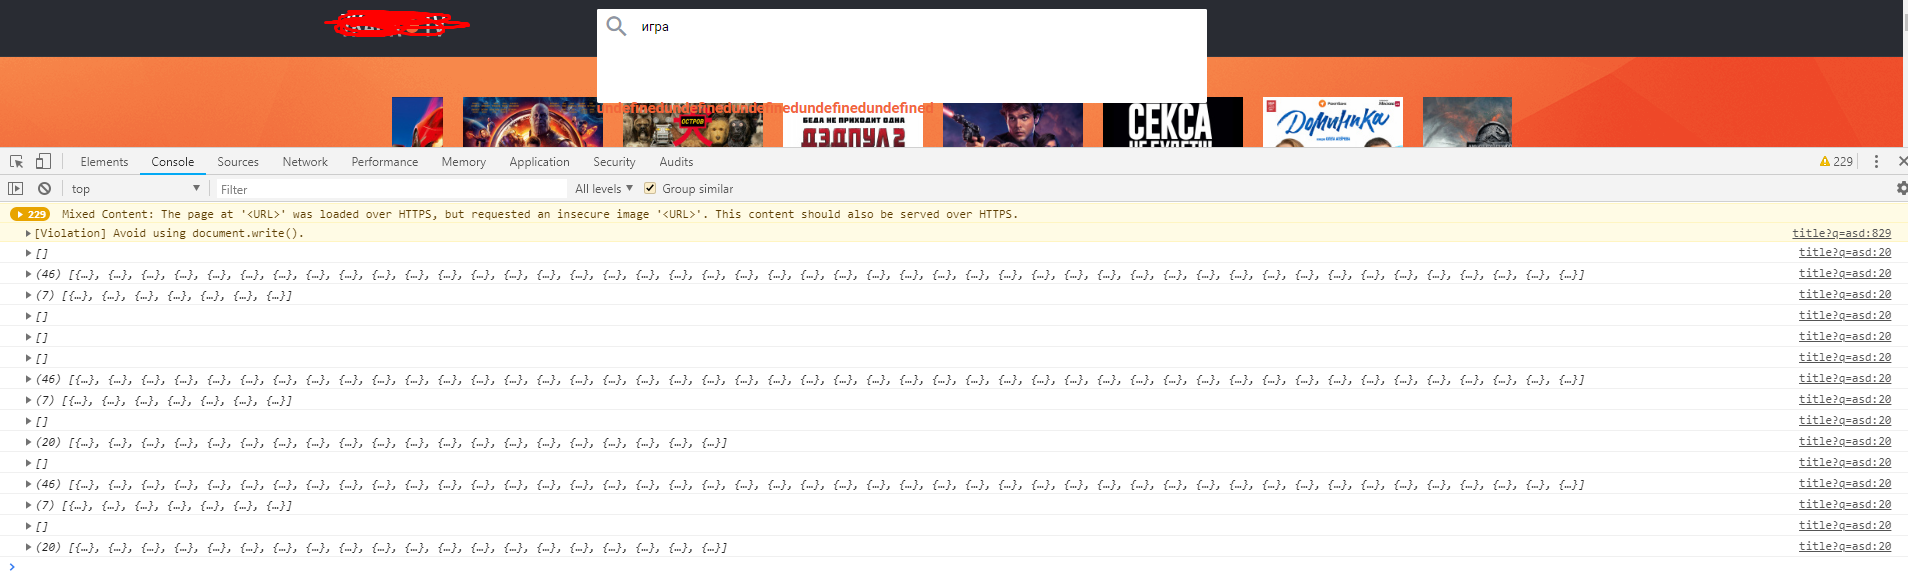 игра
undefinedundefinedundefinedundefinedundefined
ОСТРОВ
БЕДА НЕ ПРИХОДИТ ОДНА
ДЭДПУЛ 2
СЕКСА
НЕ БУДЕТ!
ДОМИНИКА
Elements Console Sources Network Performance Memory Application Security Audits 229
top Filter All levels Group similar
229 Mixed Content: The page at '<URL>' was loaded over HTTPS, but requested an insecure image '<URL>'. This content should also be served over HTTPS.
[Violation] Avoid using document.write(). title?q=asd:829
[] title?q=asd:20
(46) [{…}, {…}, {…}, {…}, {…}, {…}, {…}, {…}, {…}, {…}, {…}, {…}, {…}, {…}, {…}, {…}, {…}, {…}, {…}, {…}, {…}, {…}, {…}, {…}, {…}, {…}, {…}, {…}, {…}, {…}, {…}, {…}, {…}, {…}, {…}, {…}, {…}, {…}, {…}, {…}, {…}, {…}, {…}, {…}, {…}, {…}] title?q=asd:20
(7) [{…}, {…}, {…}, {…}, {…}, {…}, {…}] title?q=asd:20
[] title?q=asd:20
[] title?q=asd:20
[] title?q=asd:20
(46) [{…}, {…}, {…}, {…}, {…}, {…}, {…}, {…}, {…}, {…}, {…}, {…}, {…}, {…}, {…}, {…}, {…}, {…}, {…}, {…}, {…}, {…}, {…}, {…}, {…}, {…}, {…}, {…}, {…}, {…}, {…}, {…}, {…}, {…}, {…}, {…}, {…}, {…}, {…}, {…}, {…}, {…}, {…}, {…}, {…}, {…}] title?q=asd:20
(7) [{…}, {…}, {…}, {…}, {…}, {…}, {…}] title?q=asd:20
[] title?q=asd:20
(20) [{…}, {…}, {…}, {…}, {…}, {…}, {…}, {…}, {…}, {…}, {…}, {…}, {…}, {…}, {…}, {…}, {…}, {…}, {…}, {…}] title?q=asd:20
[] title?q=asd:20
(46) [{…}, {…}, {…}, {…}, {…}, {…}, {…}, {…}, {…}, {…}, {…}, {…}, {…}, {…}, {…}, {…}, {…}, {…}, {…}, {…}, {…}, {…}, {…}, {…}, {…}, {…}, {…}, {…}, {…}, {…}, {…}, {…}, {…}, {…}, {…}, {…}, {…}, {…}, {…}, {…}, {…}, {…}, {…}, {…}, {…}, {…}] title?q=asd:20
(7) [{…}, {…}, {…}, {…}, {…}, {…}, {…}] title?q=asd:20
[] title?q=asd:20
(20) [{…}, {…}, {…}, {…}, {…}, {…}, {…}, {…}, {…}, {…}, {…}, {…}, {…}, {…}, {…}, {…}, {…}, {…}, {…}, {…}] title?q=asd:20